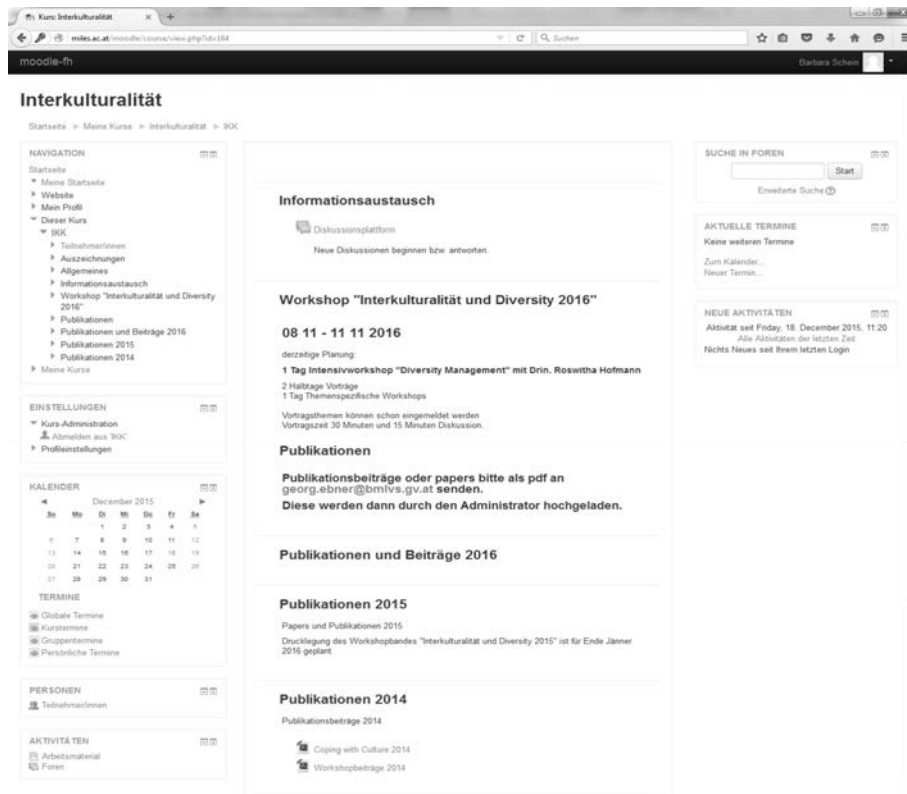 Kurs: Interkulturalität
miles.ac.at/moodle/course/view.php?id=164
Suchen
moodle-fh
Barbara Schein
Interkulturalität
Startseite
Meine Kurse
Interkulturalität
IKK
NAVIGATION
Startseite
Meine Startseite
Website
Mein Profil
Dieser Kurs
IKK
Teilnehmer/innen
Auszeichnungen
Allgemeines
Informationsaustausch
Workshop "Interkulturalität und Diversity
2016"
Publikationen
Publikationen und Beiträge 2016
Publikationen 2015
Publikationen 2014
Meine Kurse
EINSTELLUNGEN
Kurs-Administration
Abmelden aus 'IKK'
Profileinstellungen
KALENDER
December 2015
So Mo Di Mi Do Fr Sa
1 2 3 4 5
6 7 8 9 10 11 12
13 14 15 16 17 18 19
20 21 22 23 24 25 26
27 28 29 30 31
TERMINE
Globale Termine
Kurstermine
Gruppentermine
Persönliche Termine
PERSONEN
Teilnehmer/innen
AKTIVITÄTEN
Arbeitsmaterial
Foren
Informationsaustausch
Diskussionsplattform
Neue Diskussionen beginnen bzw. antworten.
Workshop "Interkulturalität und Diversity 2016"
08 11 - 11 11 2016
derzeitige Planung:
1 Tag Intensivworkshop "Diversity Management" mit Drin. Roswitha Hofmann
2 Halbtage Vorträge
1 Tag Themenspezifische Workshops
Vortragsthemen können schon eingemeldet werden
Vortragszeit 30 Minuten und 15 Minuten Diskussion.
Publikationen
Publikationsbeiträge oder papers bitte als pdf an
georg.ebner@bmlvs.gv.at senden.
Diese werden dann durch den Administrator hochgeladen.
Publikationen und Beiträge 2016
Publikationen 2015
Papers und Publikationen 2015
Drucklegung des Workshopbandes "Interkulturalität und Diversity 2015" ist für Ende Jänner
2016 geplant
Publikationen 2014
Publikationsbeiträge 2014
Coping with Culture 2014
Workshopbeiträge 2014
SUCHE IN FOREN
Start
Erweiterte Suche
AKTUELLE TERMINE
Keine weiteren Termine
Zum Kalender...
Neuer Termin...
NEUE AKTIVITÄTEN
Aktivität seit Friday, 18. December 2015, 11:20
Alle Aktivitäten der letzten Zeit
Nichts Neues seit Ihrem letzten Login